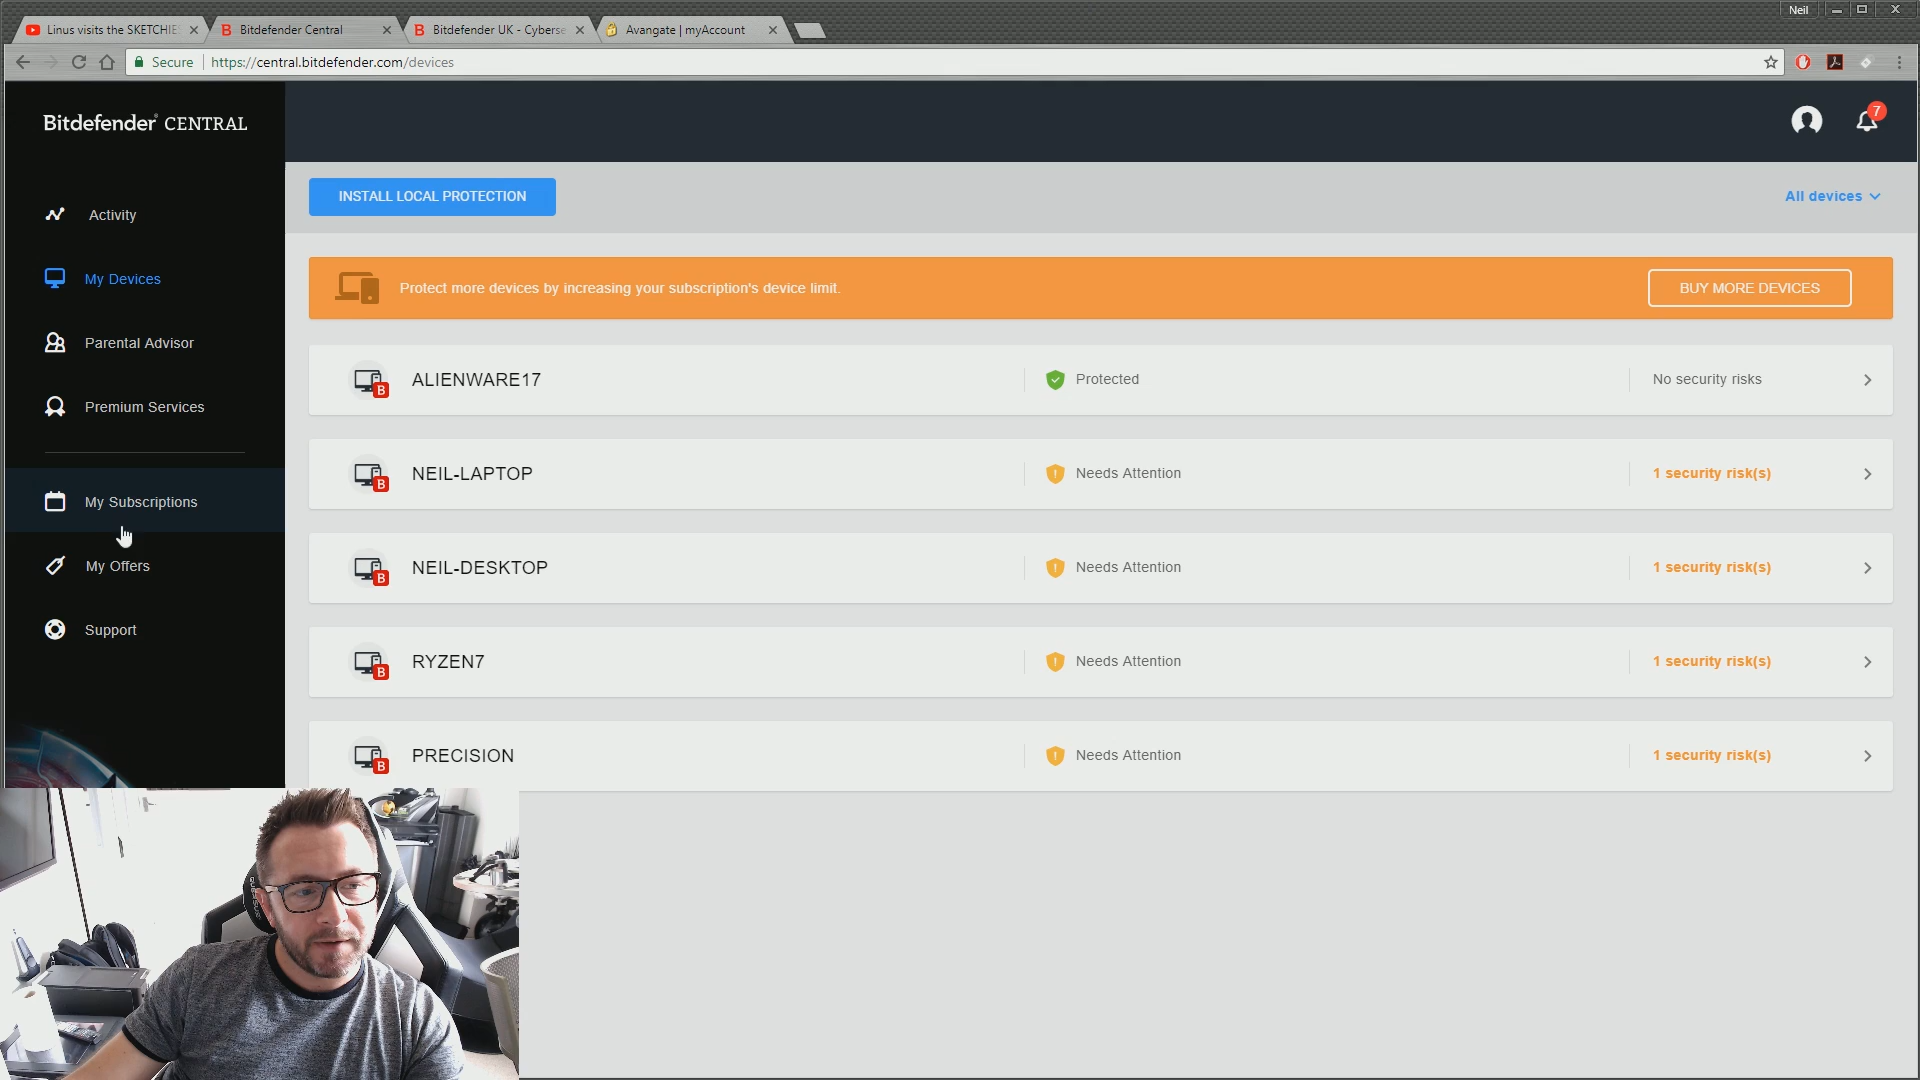 Neil
Linus visits the SKETCHIES
Bitdefender Central
Bitdefender UK - Cyberse
Avangate | myAccount
Secure
https://central.bitdefender.com/devices
Bitdefender CENTRAL
7
INSTALL LOCAL PROTECTION
All devices
Activity
My Devices
Parental Advisor
Premium Services
My Subscriptions
My Offers
Support
Protect more devices by increasing your subscription's device limit.
BUY MORE DEVICES
B
ALIENWARE17
Protected
No security risks
B
NEIL-LAPTOP
Needs Attention
1 security risk(s)
B
NEIL-DESKTOP
Needs Attention
1 security risk(s)
B
RYZEN7
Needs Attention
1 security risk(s)
B
PRECISION
Needs Attention
1 security risk(s)